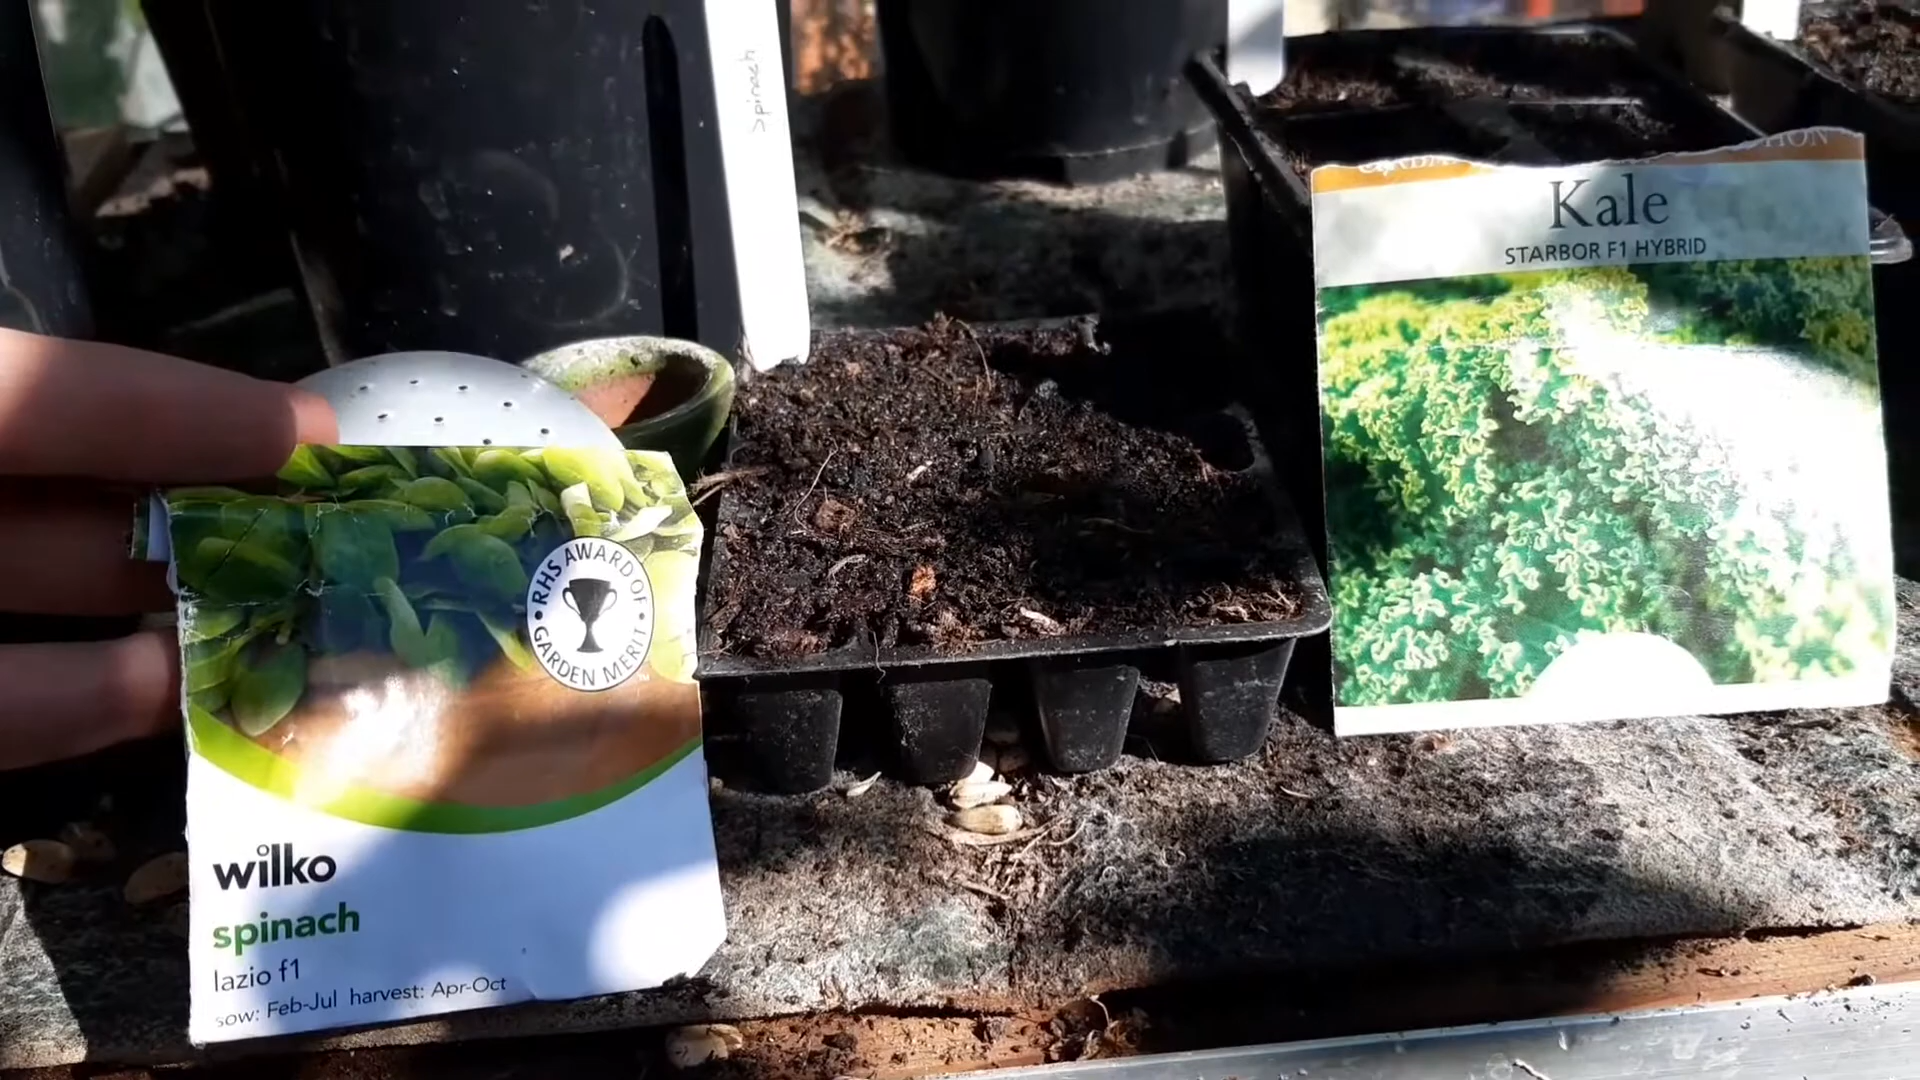 Spinach
RHS AWARD OF
GARDEN MERIT
wilko
spinach
lazio f1
sow: Feb-Jul harvest: Apr-Oct
Kale
STARBOR F1 HYBRID